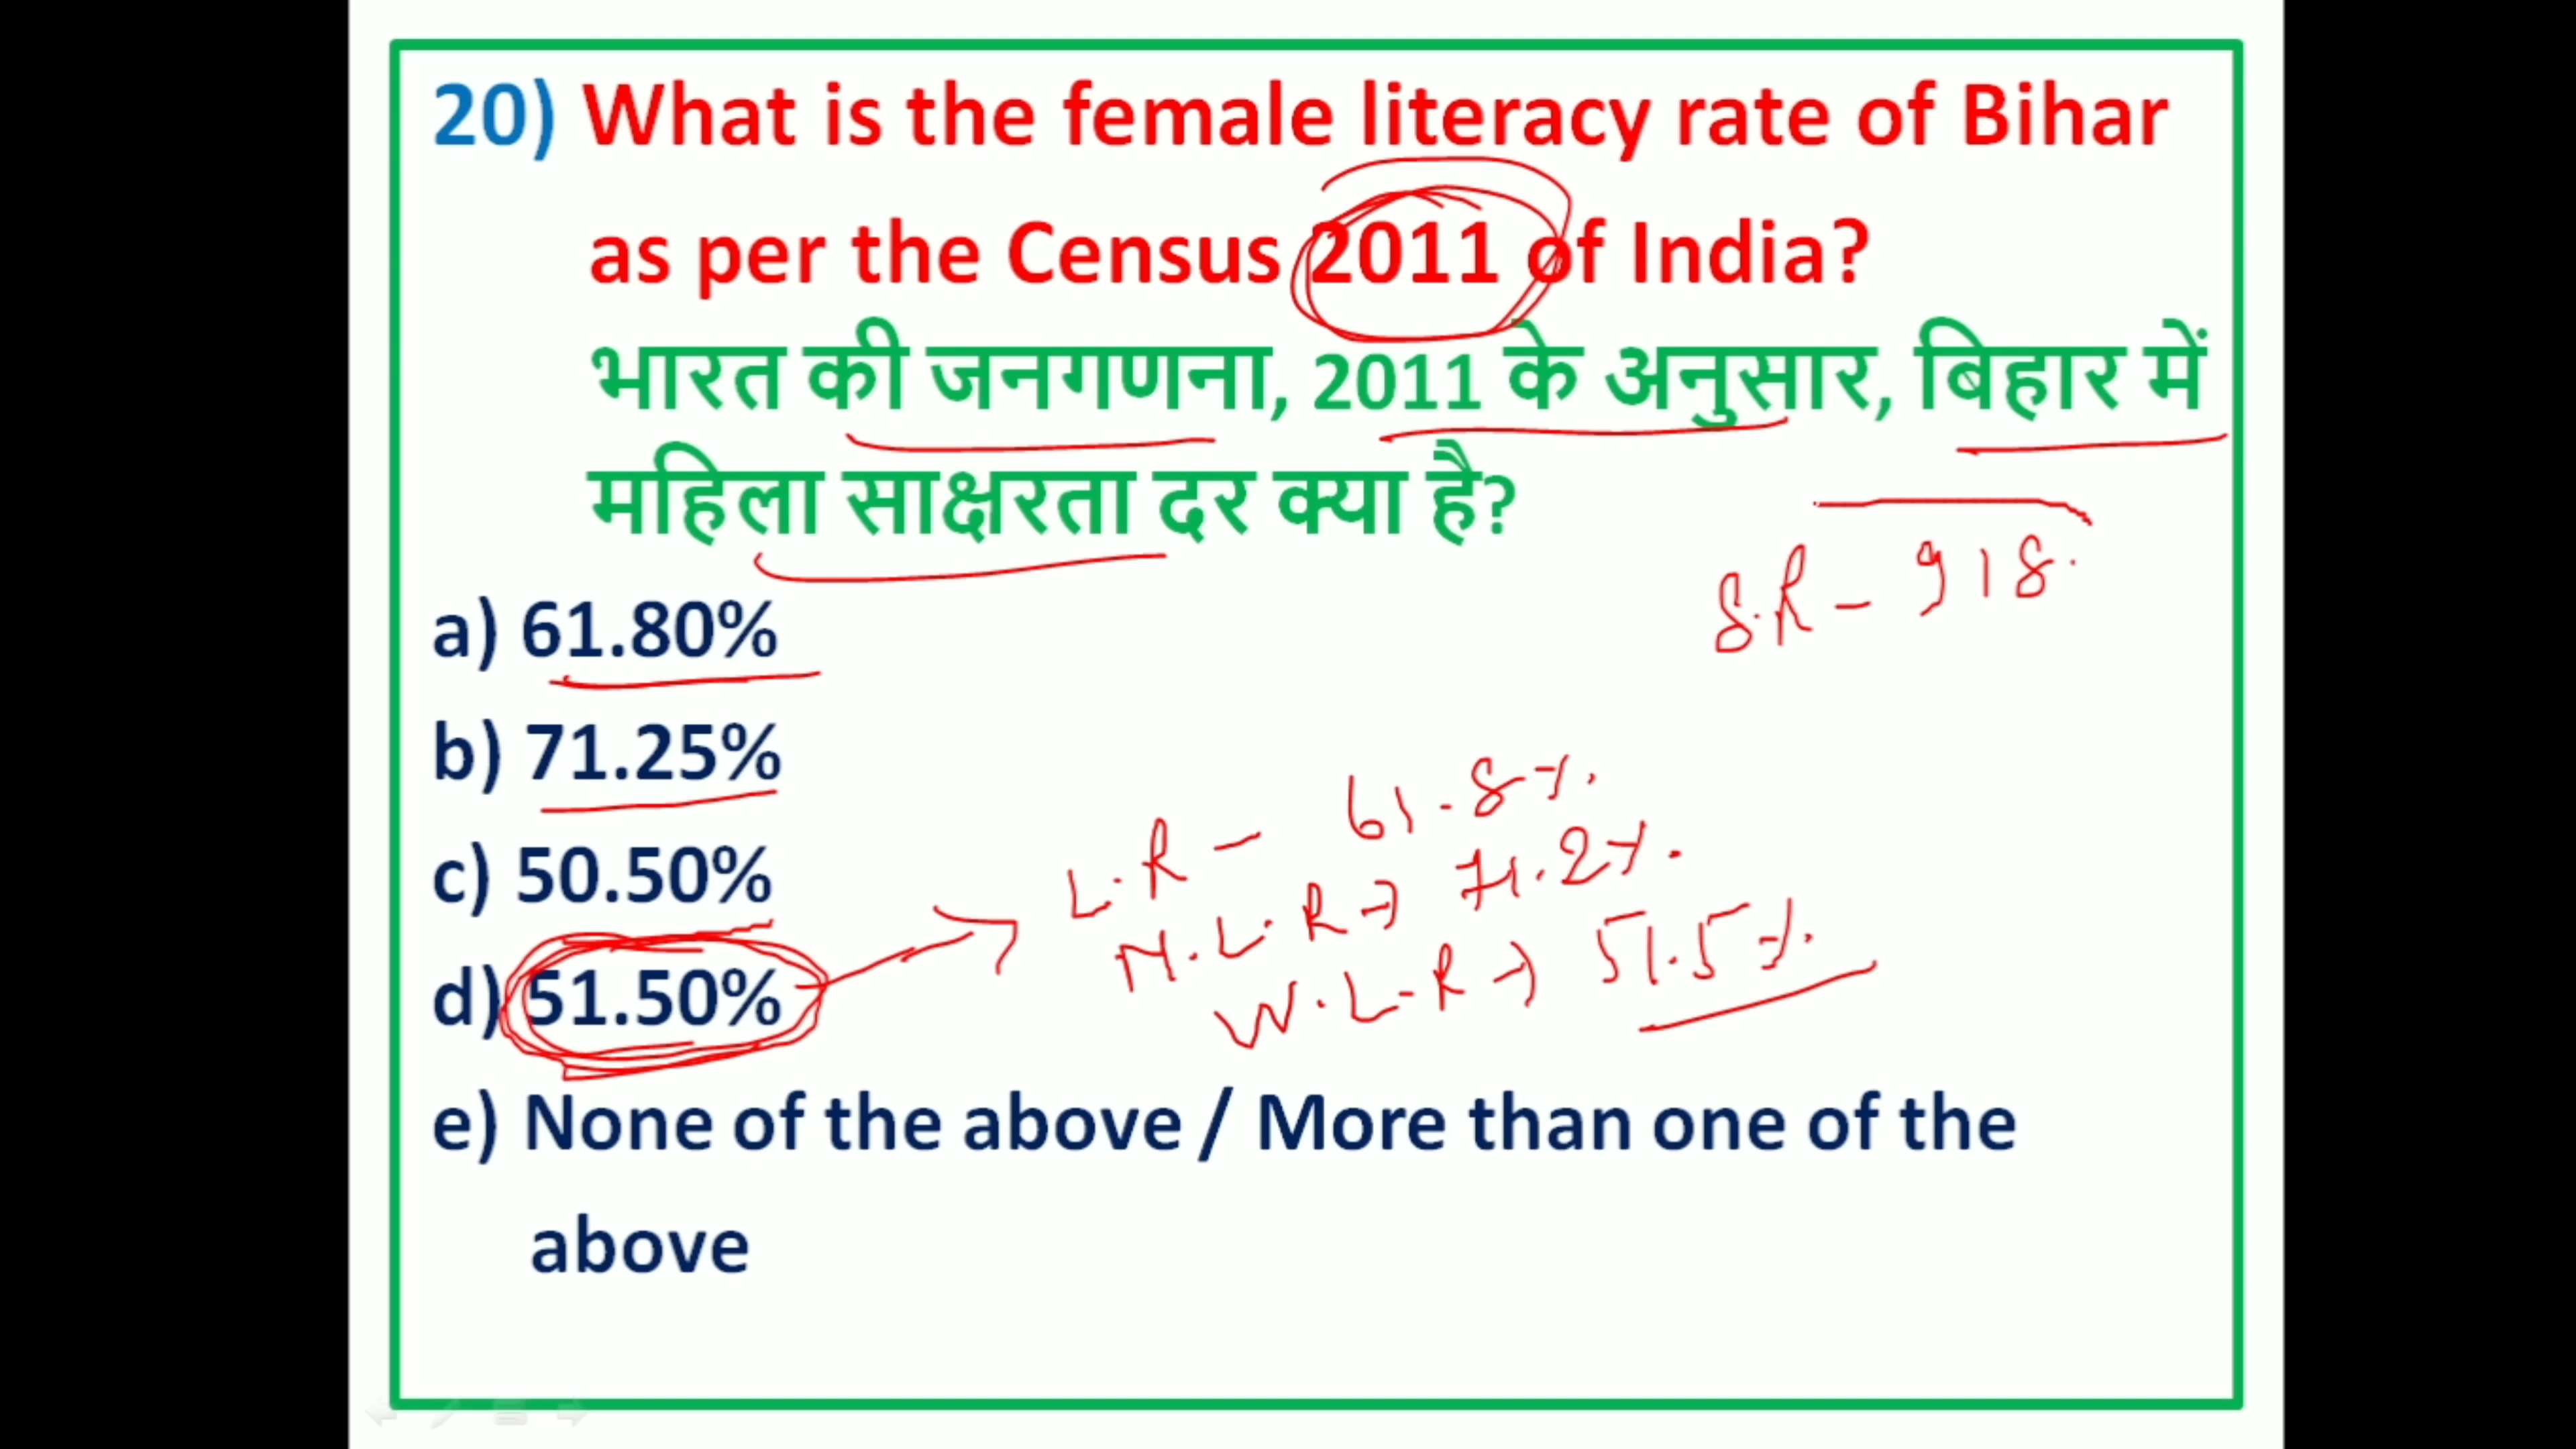 20) What is the female literacy rate of Bihar
as per the Census 2011 of India?
भारत की जनगणना, 2011 के अनुसार, बिहार में
महिला साक्षरता दर क्या है?
S.R - 918.
a) 61.80%
b) 71.25%
c) 50.50%
d) 51.50%
L.R - 61.8%.
M.L.R → 71.2%.
W.L.R → 51.5%.
e) None of the above / More than one of the
above